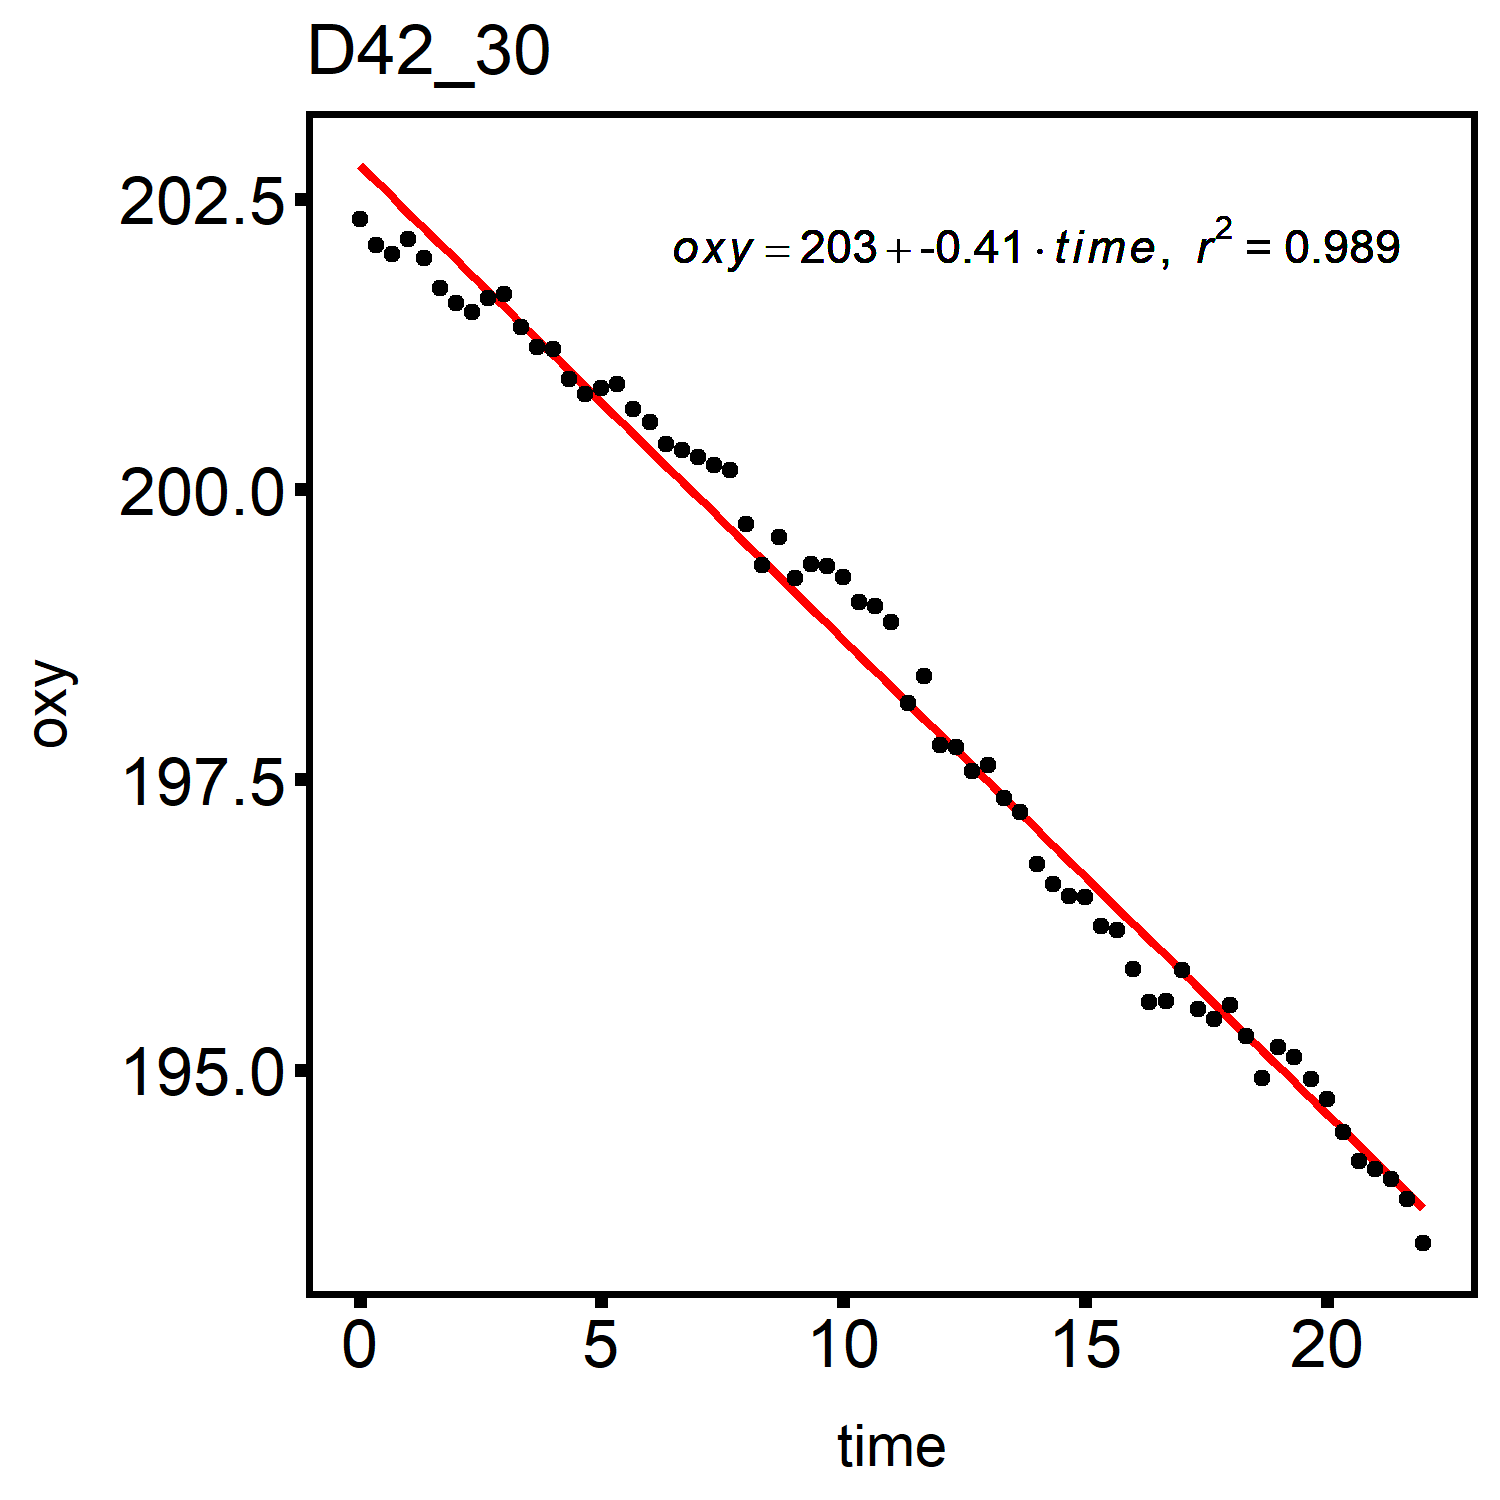 D42_30
202.5
oxy = 203 + -0.41 · time, r² = 0.989
200.0
197.5
195.0
oxy
0 5 10 15 20
time